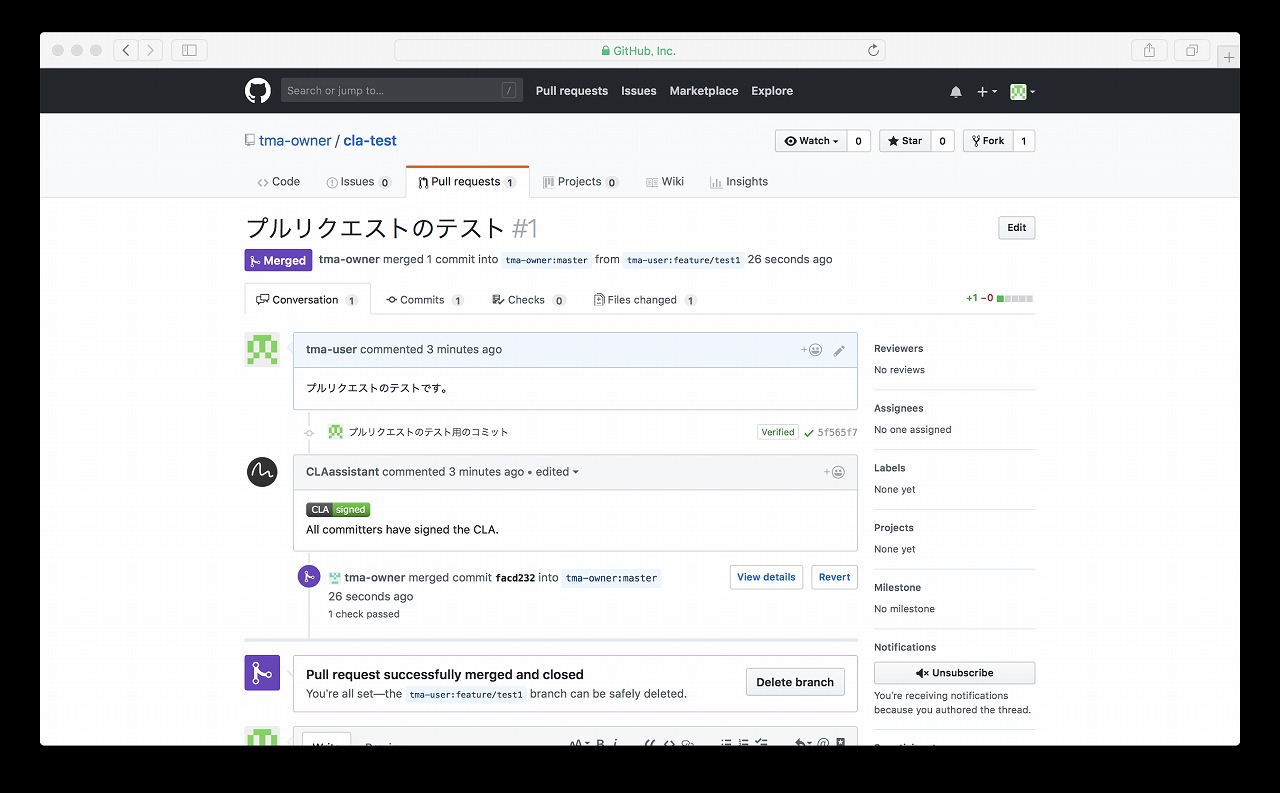 GitHub, Inc.
Search or jump to... /
Pull requests Issues Marketplace Explore
tma-owner / cla-test
Watch 0 Star 0 Fork 1
Code Issues 0 Pull requests 1 Projects 0 Wiki Insights
プルリクエストのテスト #1
Edit
Merged tma-owner merged 1 commit into tma-owner:master from tma-user:feature/test1 26 seconds ago
Conversation 1 Commits 1 Checks 0 Files changed 1
+1 −0
tma-user commented 3 minutes ago
プルリクエストのテストです。
プルリクエストのテスト用のコミット
Verified 5f565f7
CLAassistant commented 3 minutes ago • edited
CLA signed
All committers have signed the CLA.
tma-owner merged commit facd232 into tma-owner:master
26 seconds ago
1 check passed
View details Revert
Pull request successfully merged and closed
You're all set—the tma-user:feature/test1 branch can be safely deleted.
Delete branch
Reviewers
No reviews
Assignees
No one assigned
Labels
None yet
Projects
None yet
Milestone
No milestone
Notifications
Unsubscribe
You're receiving notifications
because you authored the thread.